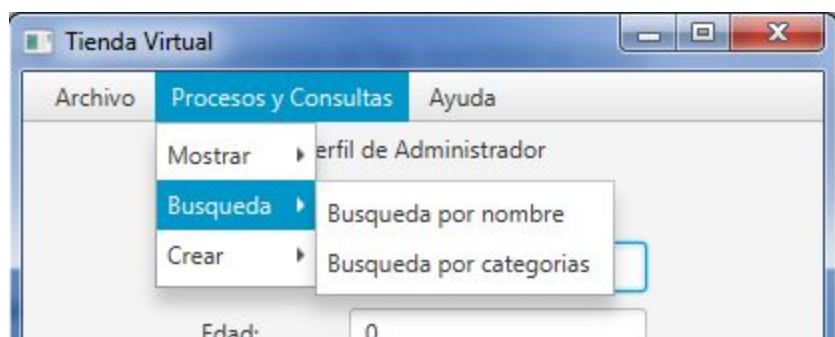 Tienda Virtual
Archivo Procesos y Consultas Ayuda
erfil de Administrador
Mostrar
Busqueda
Busqueda por nombre
Crear
Busqueda por categorias
Edad: 0